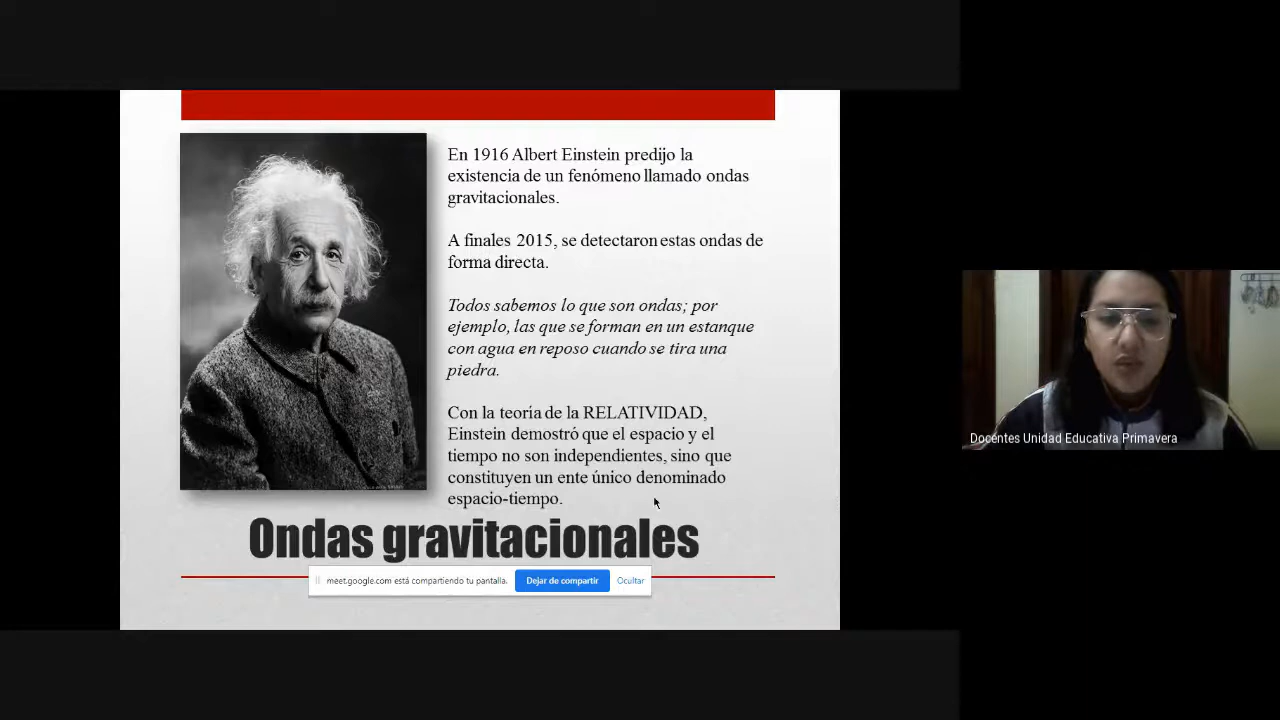 En 1916 Albert Einstein predijo la
existencia de un fenómeno llamado ondas
gravitacionales.
A finales 2015, se detectaron estas ondas de
forma directa.
Todos sabemos lo que son ondas; por
ejemplo, las que se forman en un estanque
con agua en reposo cuando se tira una
piedra.
Con la teoría de la RELATIVIDAD,
Einstein demostró que el espacio y el
tiempo no son independientes, sino que
constituyen un ente único denominado
espacio-tiempo.
Ondas gravitacionales
meet.google.com está compartiendo tu pantalla.
Dejar de compartir
Ocultar
Docentes Unidad Educativa Primavera